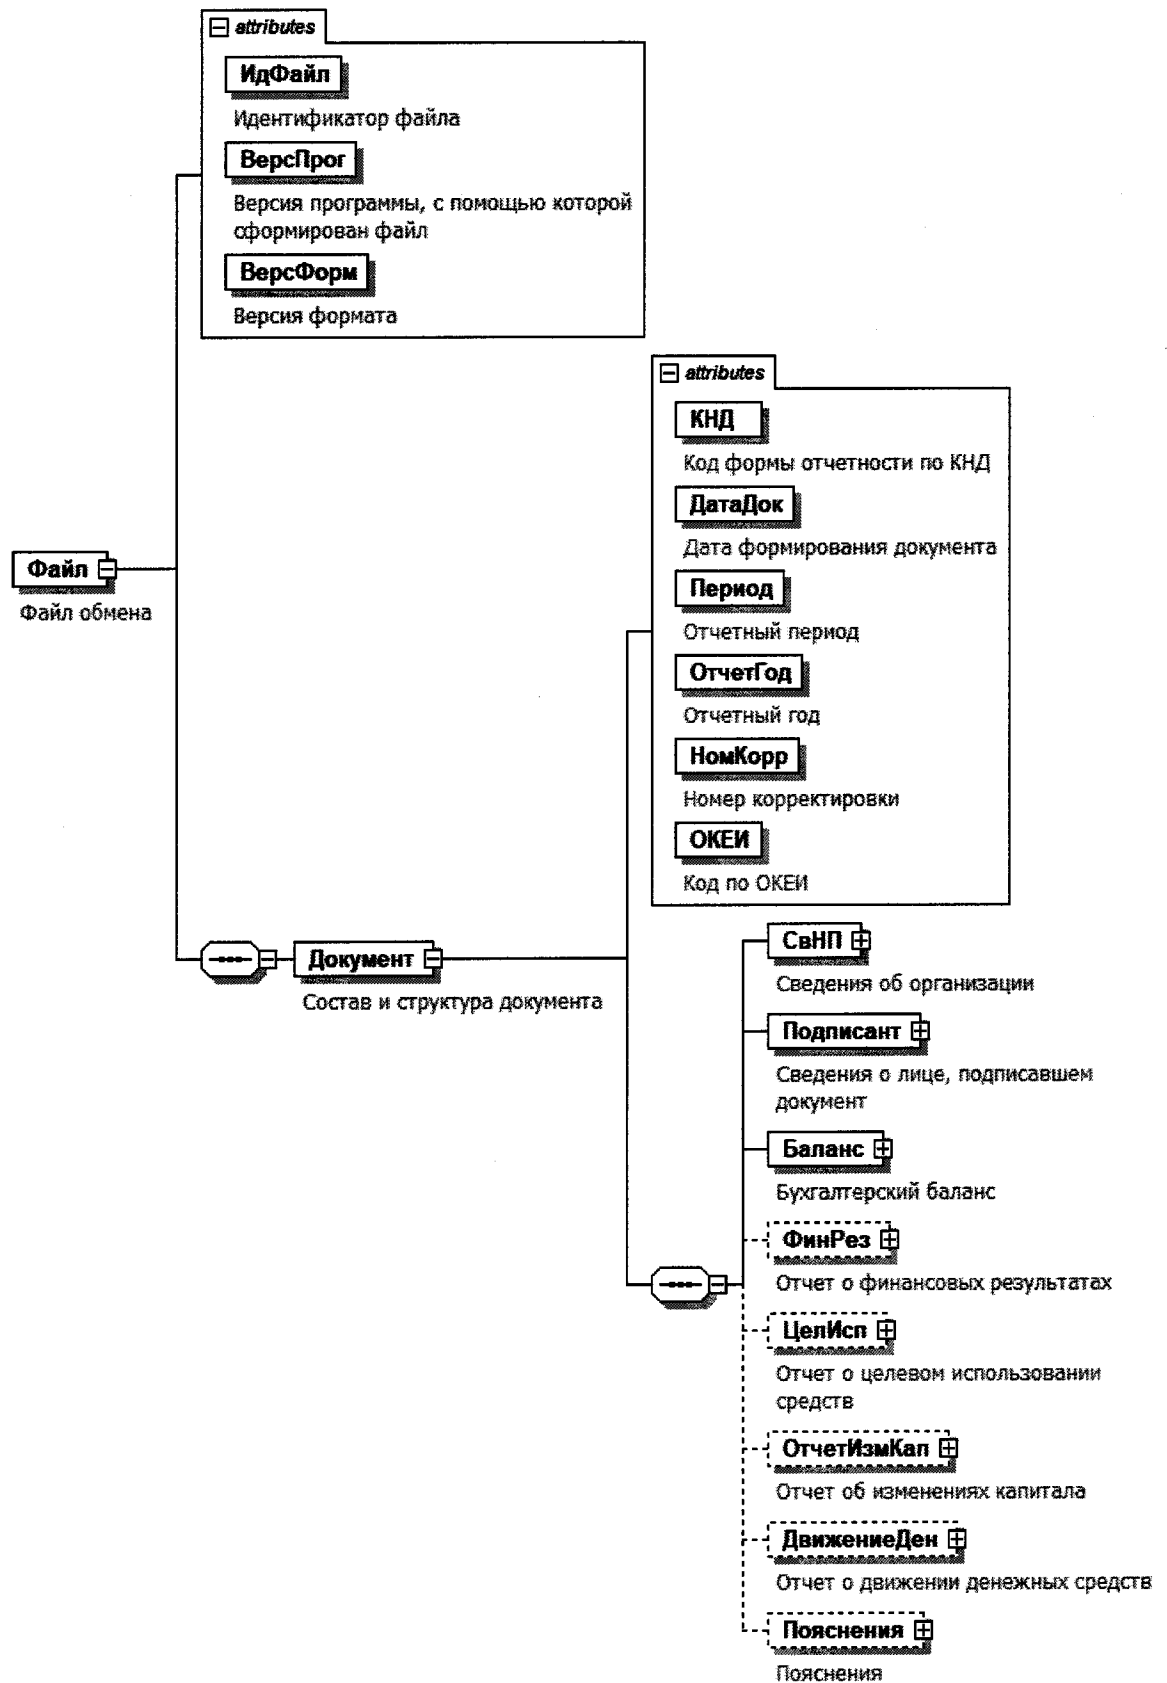 attributes
ИдФайл
Идентификатор файла
ВерсПрог
Версия программы, с помощью которой
сформирован файл
ВерсФорм
Версия формата
attributes
КНД
Код формы отчетности по КНД
ДатаДок
Дата формирования документа
Период
Отчетный период
ОтчетГод
Отчетный год
НомКорр
Номер корректировки
ОКЕИ
Код по ОКЕИ
Файл
Файл обмена
Документ
Состав и структура документа
СвНП
Сведения об организации
Подписант
Сведения о лице, подписавшем
документ
Баланс
Бухгалтерский баланс
ФинРез
Отчет о финансовых результатах
ЦелИсп
Отчет о целевом использовании
средств
ОтчетИзмКап
Отчет об изменениях капитала
ДвижениеДен
Отчет о движении денежных средств
Пояснения
Пояснения